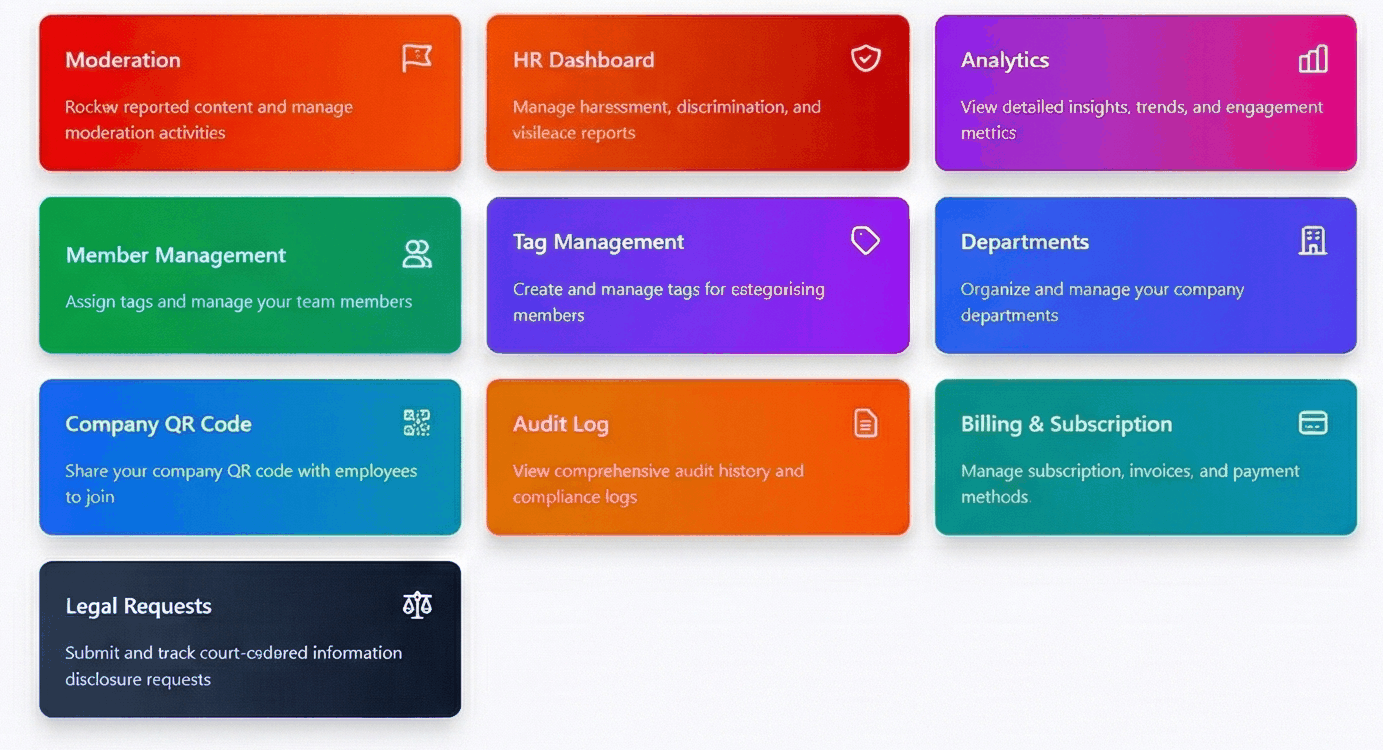 Moderation
Rockw reported content and manage
moderation activities
HR Dashboard
Manage harsssment, discrimination, and
visileace reports
Analytics
View detailed insights, trends, and engagement
metrics
Member Management
Assign tags and manage your team members
Tag Management
Create and manage tags for estegorising
members
Departments
Organize and manage your company
departments
Company QR Code
Share your company QR code with employees
to join
Audit Log
View comprehensive audit history and
compliance logs
Billing & Subscription
Manage subscription, invoices, and payment
methods
Legal Requests
Submit and track court-cdared information
disclosure requests